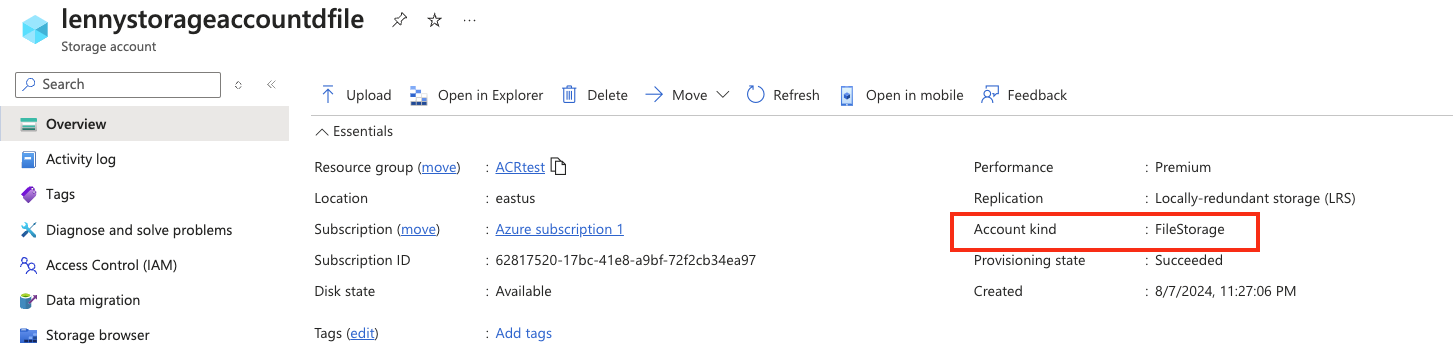 lennystorageaccountdfile
Storage account
Search
Overview
Activity log
Tags
Diagnose and solve problems
Access Control (IAM)
Data migration
Storage browser
Upload Open in Explorer Delete Move Refresh Open in mobile Feedback
Essentials
Resource group (move) : ACRtest
Location : eastus
Subscription (move) : Azure subscription 1
Subscription ID : 62817520-17bc-41e8-a9bf-72f2cb34ea97
Disk state : Available
Tags (edit) : Add tags
Performance : Premium
Replication : Locally-redundant storage (LRS)
Account kind : FileStorage
Provisioning state : Succeeded
Created : 8/7/2024, 11:27:06 PM